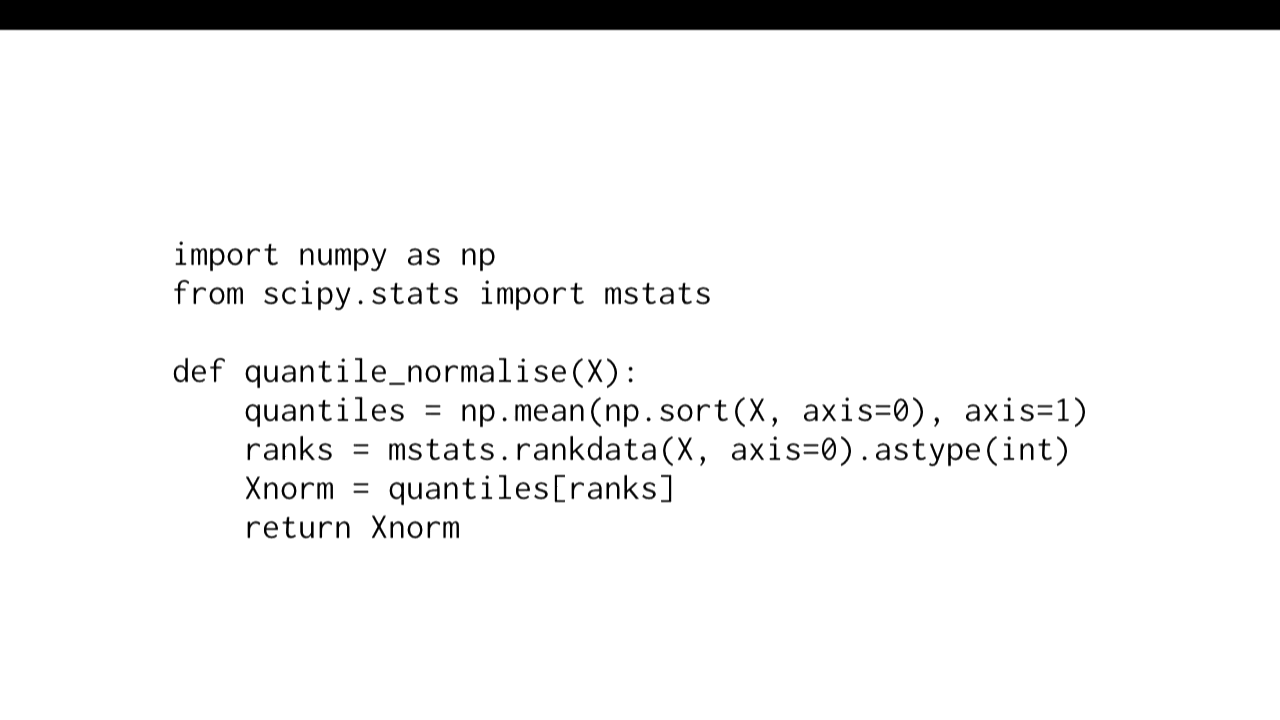 import numpy as np
from scipy.stats import mstats
def quantile_normalise(X):
    quantiles = np.mean(np.sort(X, axis=0), axis=1)
    ranks = mstats.rankdata(X, axis=0).astype(int)
    Xnorm = quantiles[ranks]
    return Xnorm